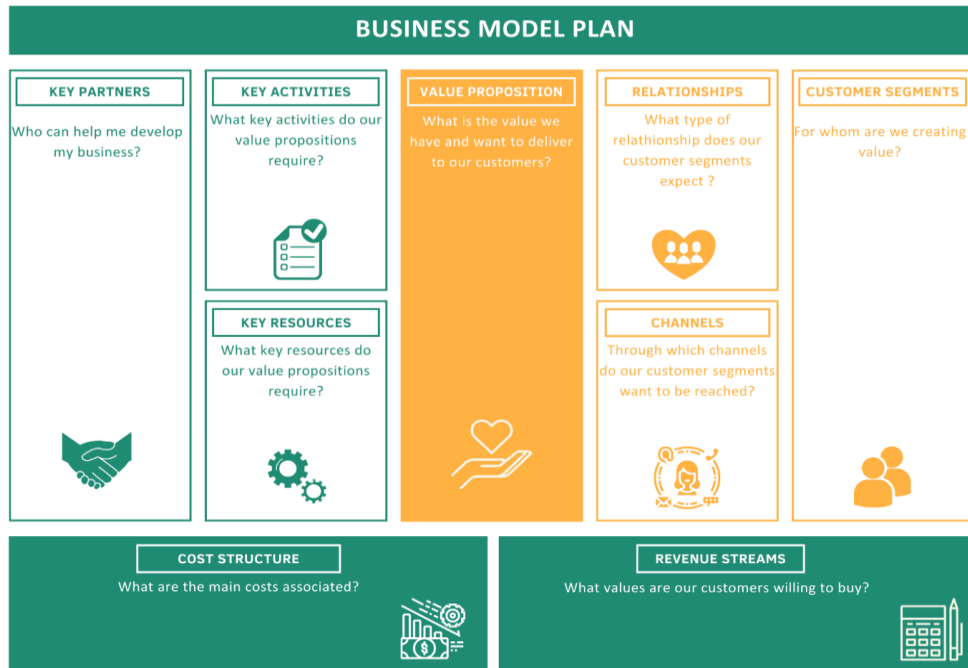 BUSINESS MODEL PLAN
KEY PARTNERS
Who can help me develop
my business?
KEY ACTIVITIES
What key activities do our
value propositions
require?
KEY RESOURCES
What key resources do
our value propositions
require?
VALUE PROPOSITION
What is the value we
have and want to deliver
to our customers?
RELATIONSHIPS
What type of
relathionship does our
customer segments
expect ?
CHANNELS
Through which channels
do our customer segments
want to be reached?
CUSTOMER SEGMENTS
For whom are we creating
value?
COST STRUCTURE
What are the main costs associated?
$
REVENUE STREAMS
What values are our customers willing to buy?